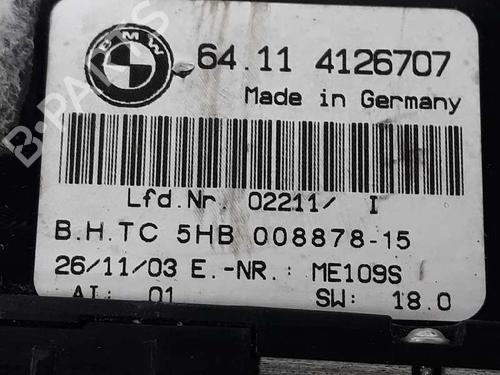 BMW
64.11 4126707
Made in Germany
Lfd.Nr. 02211/ I
B.H.TC 5HB 008878-15
26/11/03 E.-NR.: ME109S
AI: 01 SW: 18.0
B-PARTS